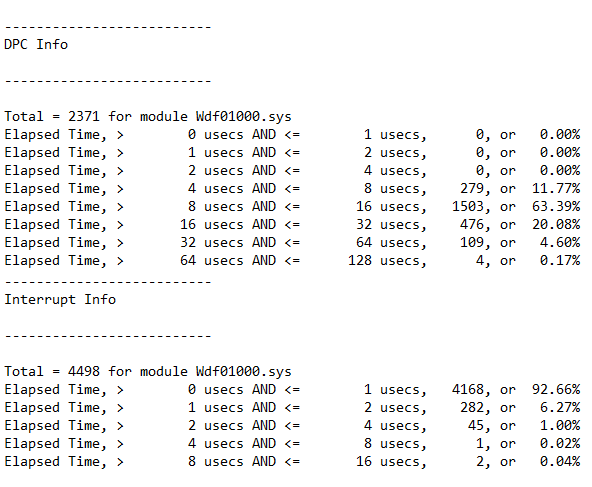 --------------------------
DPC Info
--------------------------
Total = 2371 for module Wdf01000.sys
Elapsed Time, >        0 usecs AND <=        1 usecs,      0, or   0.00%
Elapsed Time, >        1 usecs AND <=        2 usecs,      0, or   0.00%
Elapsed Time, >        2 usecs AND <=        4 usecs,      0, or   0.00%
Elapsed Time, >        4 usecs AND <=        8 usecs,    279, or  11.77%
Elapsed Time, >        8 usecs AND <=       16 usecs,   1503, or  63.39%
Elapsed Time, >       16 usecs AND <=       32 usecs,    476, or  20.08%
Elapsed Time, >       32 usecs AND <=       64 usecs,    109, or   4.60%
Elapsed Time, >       64 usecs AND <=      128 usecs,      4, or   0.17%
--------------------------
Interrupt Info
--------------------------
Total = 4498 for module Wdf01000.sys
Elapsed Time, >        0 usecs AND <=        1 usecs,   4168, or  92.66%
Elapsed Time, >        1 usecs AND <=        2 usecs,    282, or   6.27%
Elapsed Time, >        2 usecs AND <=        4 usecs,     45, or   1.00%
Elapsed Time, >        4 usecs AND <=        8 usecs,      1, or   0.02%
Elapsed Time, >        8 usecs AND <=       16 usecs,      2, or   0.04%